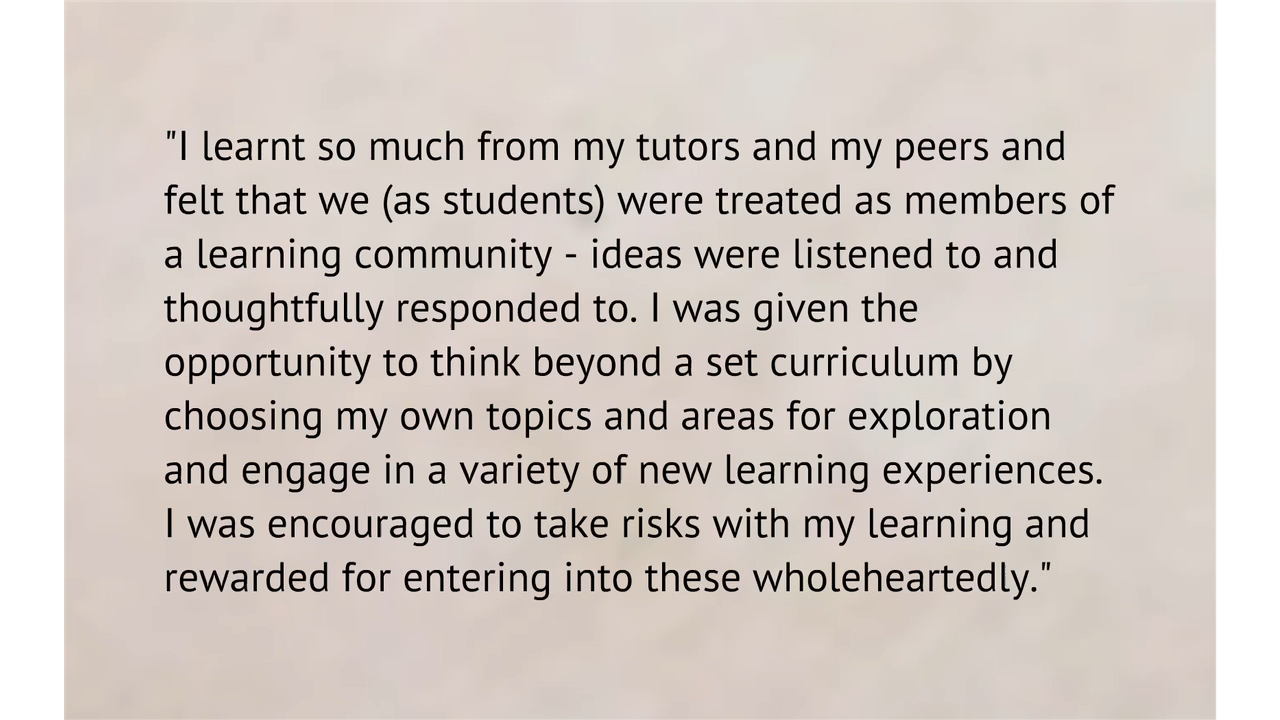 "I learnt so much from my tutors and my peers and
felt that we (as students) were treated as members of
a learning community - ideas were listened to and
thoughtfully responded to. I was given the
opportunity to think beyond a set curriculum by
choosing my own topics and areas for exploration
and engage in a variety of new learning experiences.
I was encouraged to take risks with my learning and
rewarded for entering into these wholeheartedly."